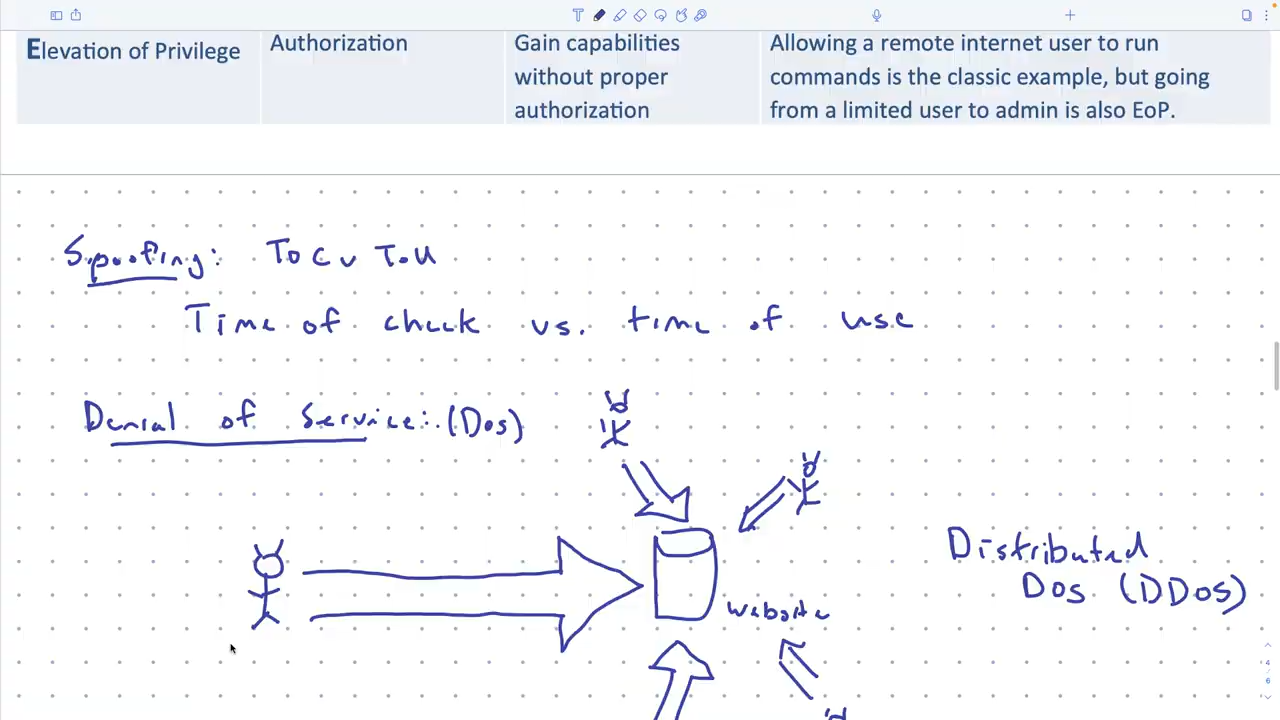 Elevation of Privilege
Authorization
Gain capabilities
without proper
authorization
Allowing a remote internet user to run
commands is the classic example, but going
from a limited user to admin is also EoP.
Spoofing: ToCvToU
Time of check vs. time of use
Denial of Service: (Dos)
website
Distributed
Dos (DDos)
4
6